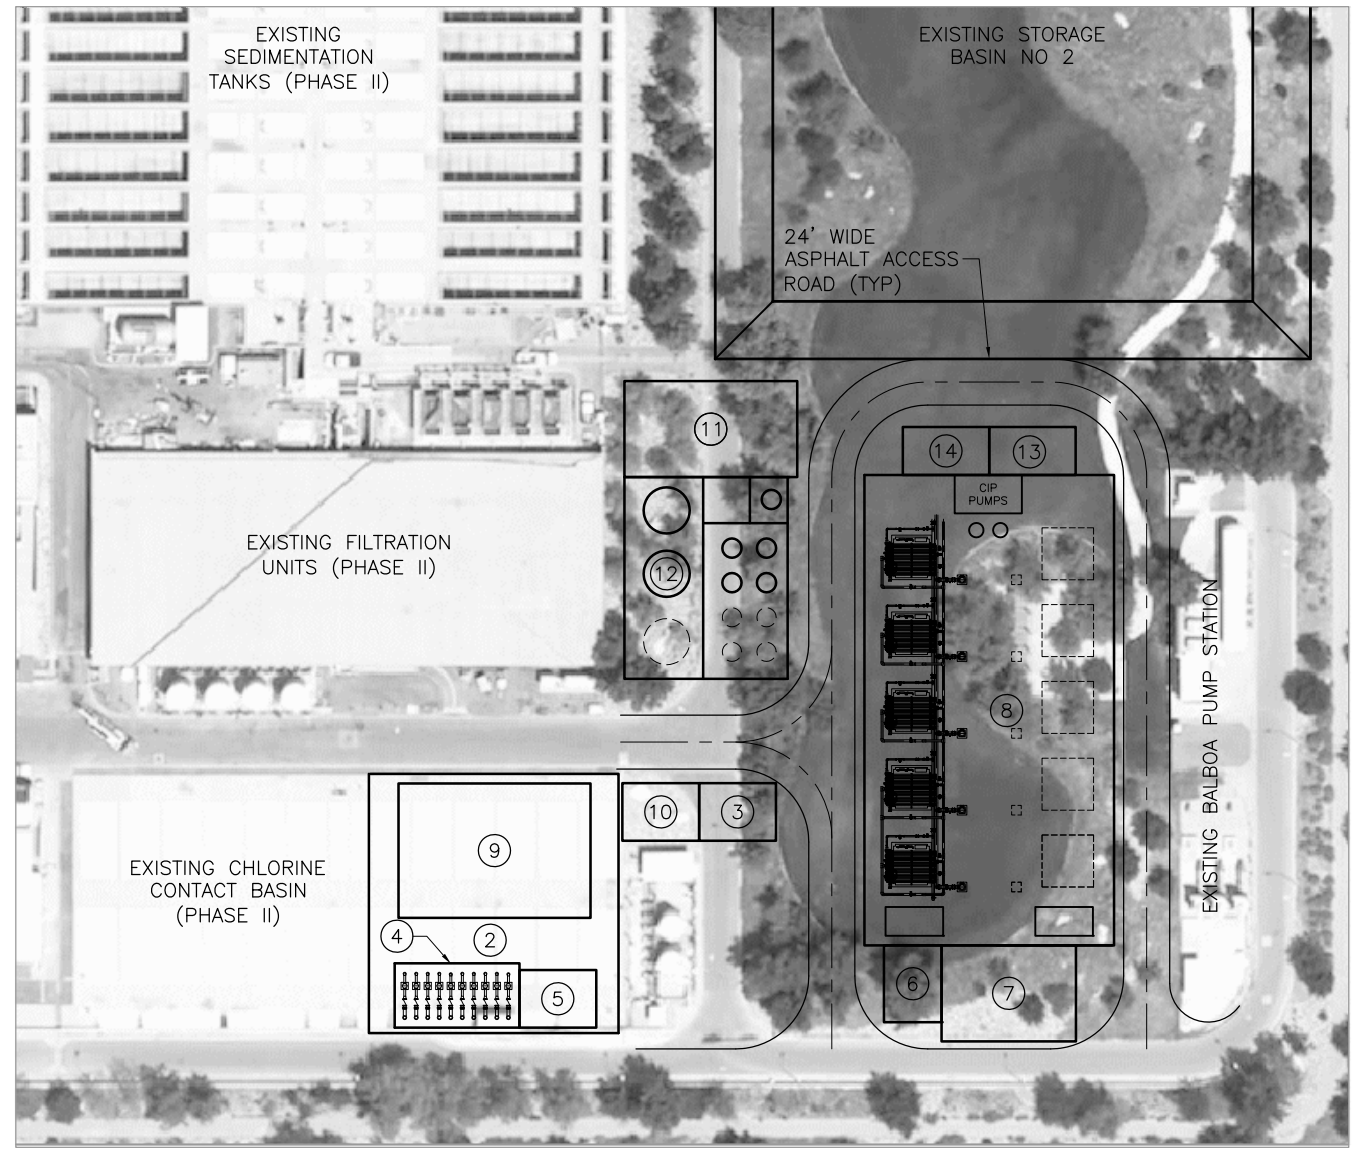 EXISTING
SEDIMENTATION
TANKS (PHASE II)
EXISTING STORAGE
BASIN NO 2
24' WIDE
ASPHALT ACCESS
ROAD (TYP)
11
14
13
CIP
PUMPS
EXISTING FILTRATION
UNITS (PHASE II)
12
8
EXISTING BALBOA PUMP STATION
10
3
9
EXISTING CHLORINE
CONTACT BASIN
(PHASE II)
4
2
5
6
7